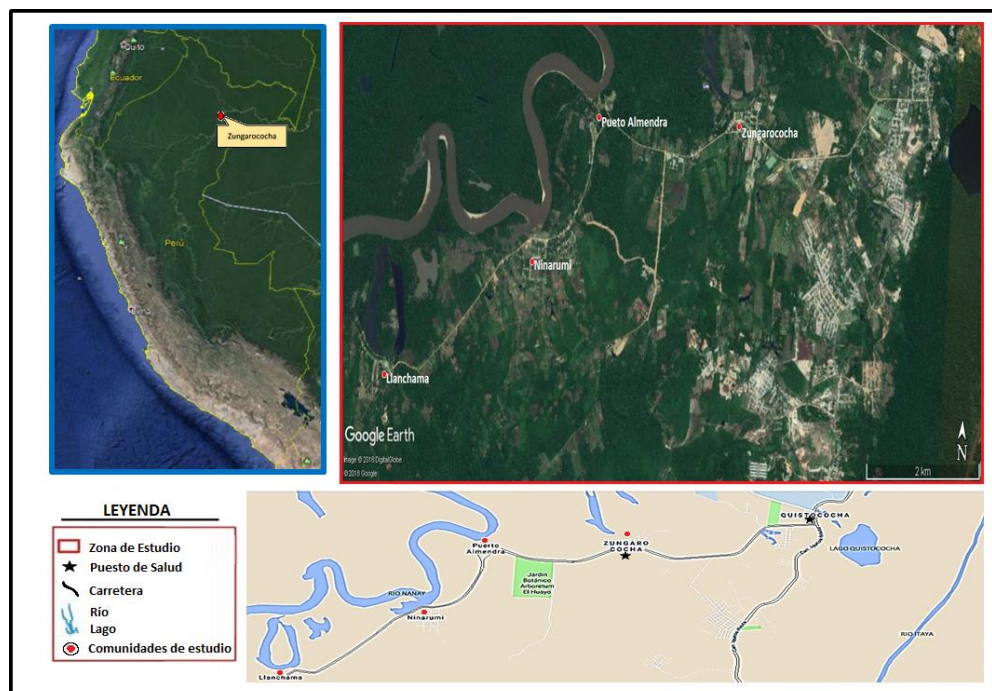 Quito
Ecuador
Zungarococha
Perú
Lima
Pueto Almendra
Zungarococha
Ninarumi
Llanchama
Google Earth
Image © 2018 DigitalGlobe
© 2018 Google
N
2 km
LEYENDA
Zona de Estudio
Puesto de Salud
Carretera
Río
Lago
Comunidades de estudio
QUISTOCOCHA
Puerto
Almendra
ZUNGARO
COCHA
LAGO QUISTOCOCHA
Jardin
Botánico
Arboretum
El Huayo
RIO NANAY
Ninarumi
RIO ITAYA
Llanchama